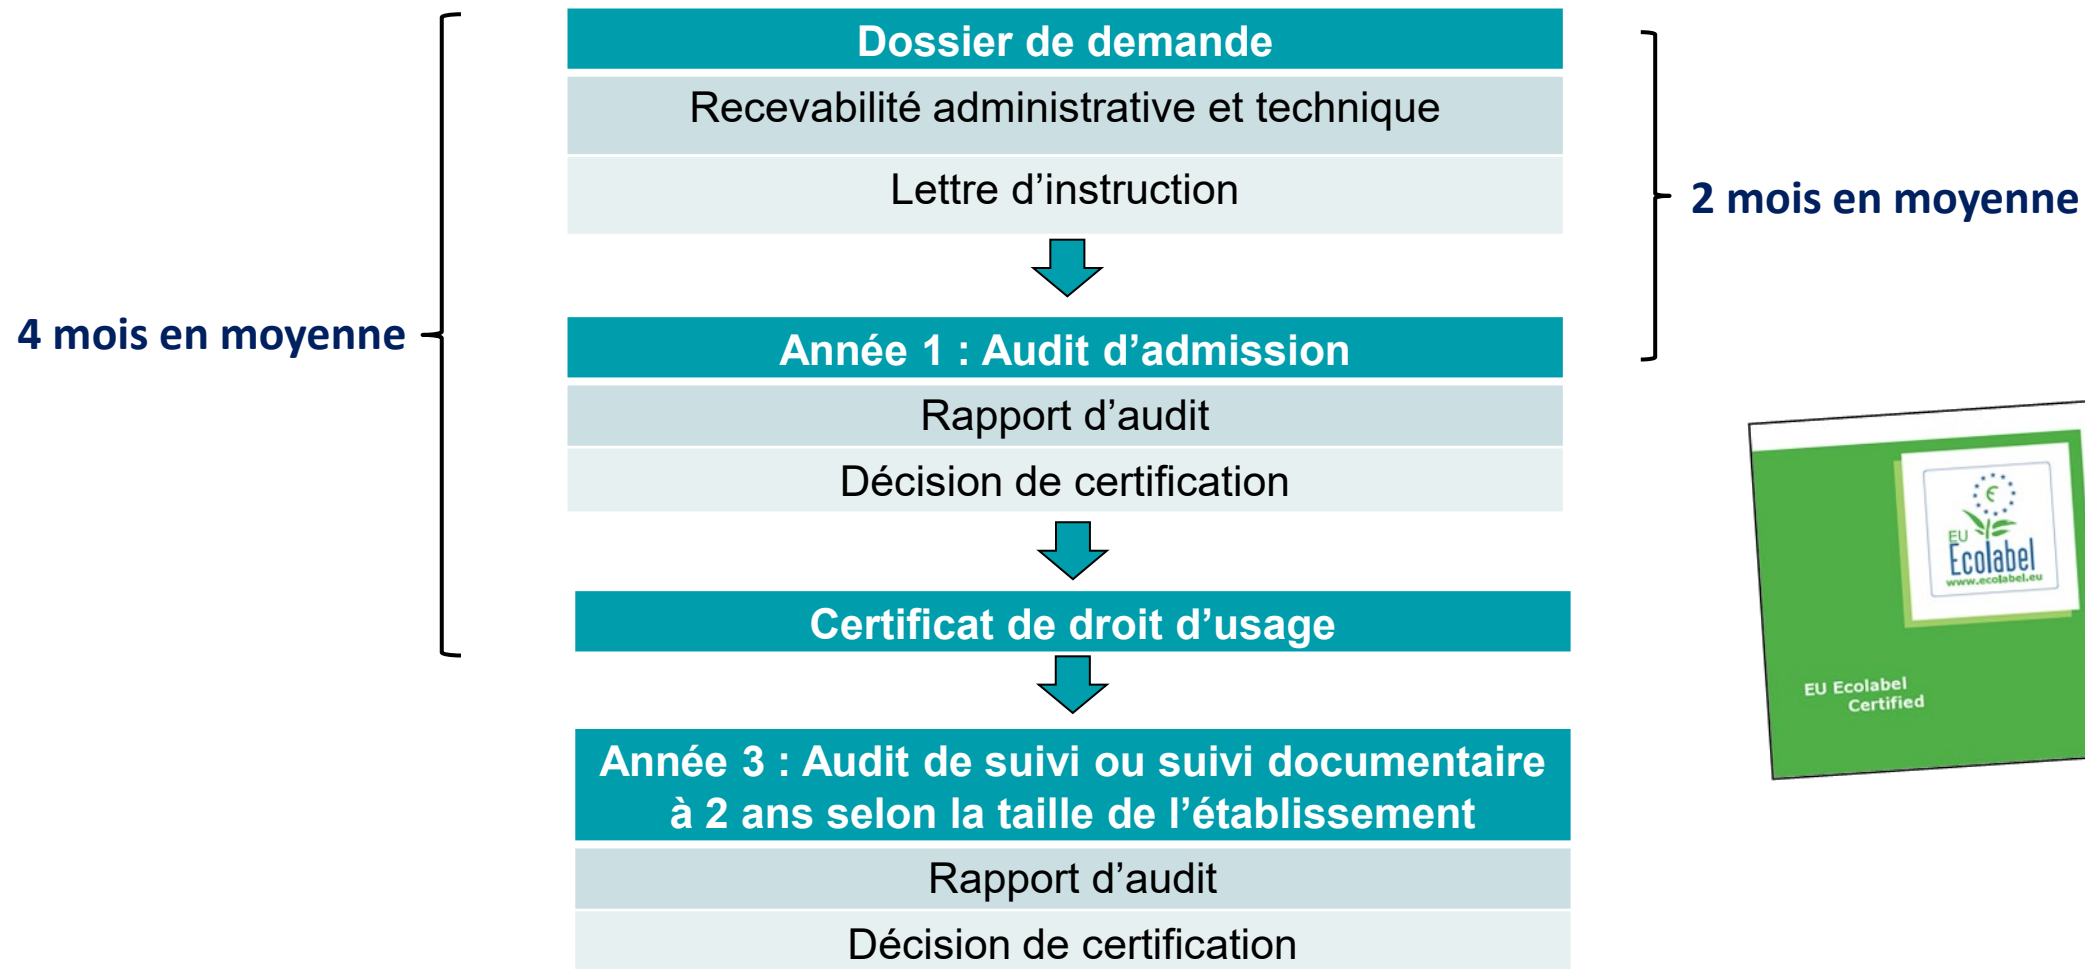 Dossier de demande
Recevabilité administrative et technique
Lettre d’instruction
2 mois en moyenne
4 mois en moyenne
Année 1 : Audit d’admission
Rapport d’audit
Décision de certification
Certificat de droit d’usage
Année 3 : Audit de suivi ou suivi documentaire
à 2 ans selon la taille de l’établissement
Rapport d’audit
Décision de certification
EU
Ecolabel
www.ecolabel.eu
EU Ecolabel
Certified